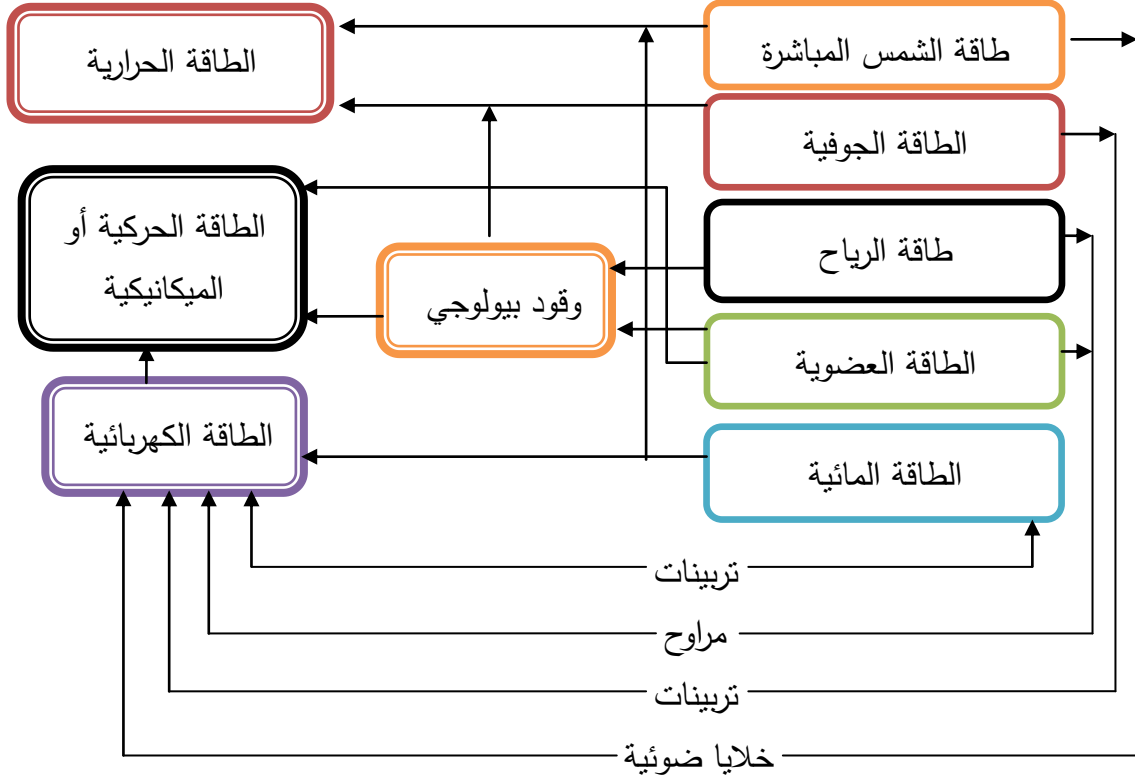 طاقة الشمس المباشرة
الطاقة الحرارية
الطاقة الجوفية
طاقة الرياح
الطاقة الحركية أو
الميكانيكية
وقود بيولوجي
الطاقة العضوية
الطاقة الكهربائية
الطاقة المائية
تربينات
مراوح
تربينات
خلايا ضوئية